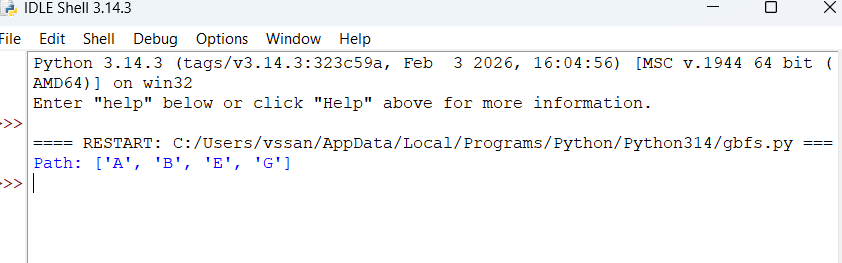 IDLE Shell 3.14.3
File Edit Shell Debug Options Window Help
Python 3.14.3 (tags/v3.14.3:323c59a, Feb  3 2026, 16:04:56) [MSC v.1944 64 bit (
AMD64)] on win32
Enter "help" below or click "Help" above for more information.
>>>
==== RESTART: C:/Users/vssan/AppData/Local/Programs/Python/Python314/gbfs.py ===
Path: ['A', 'B', 'E', 'G']
>>>